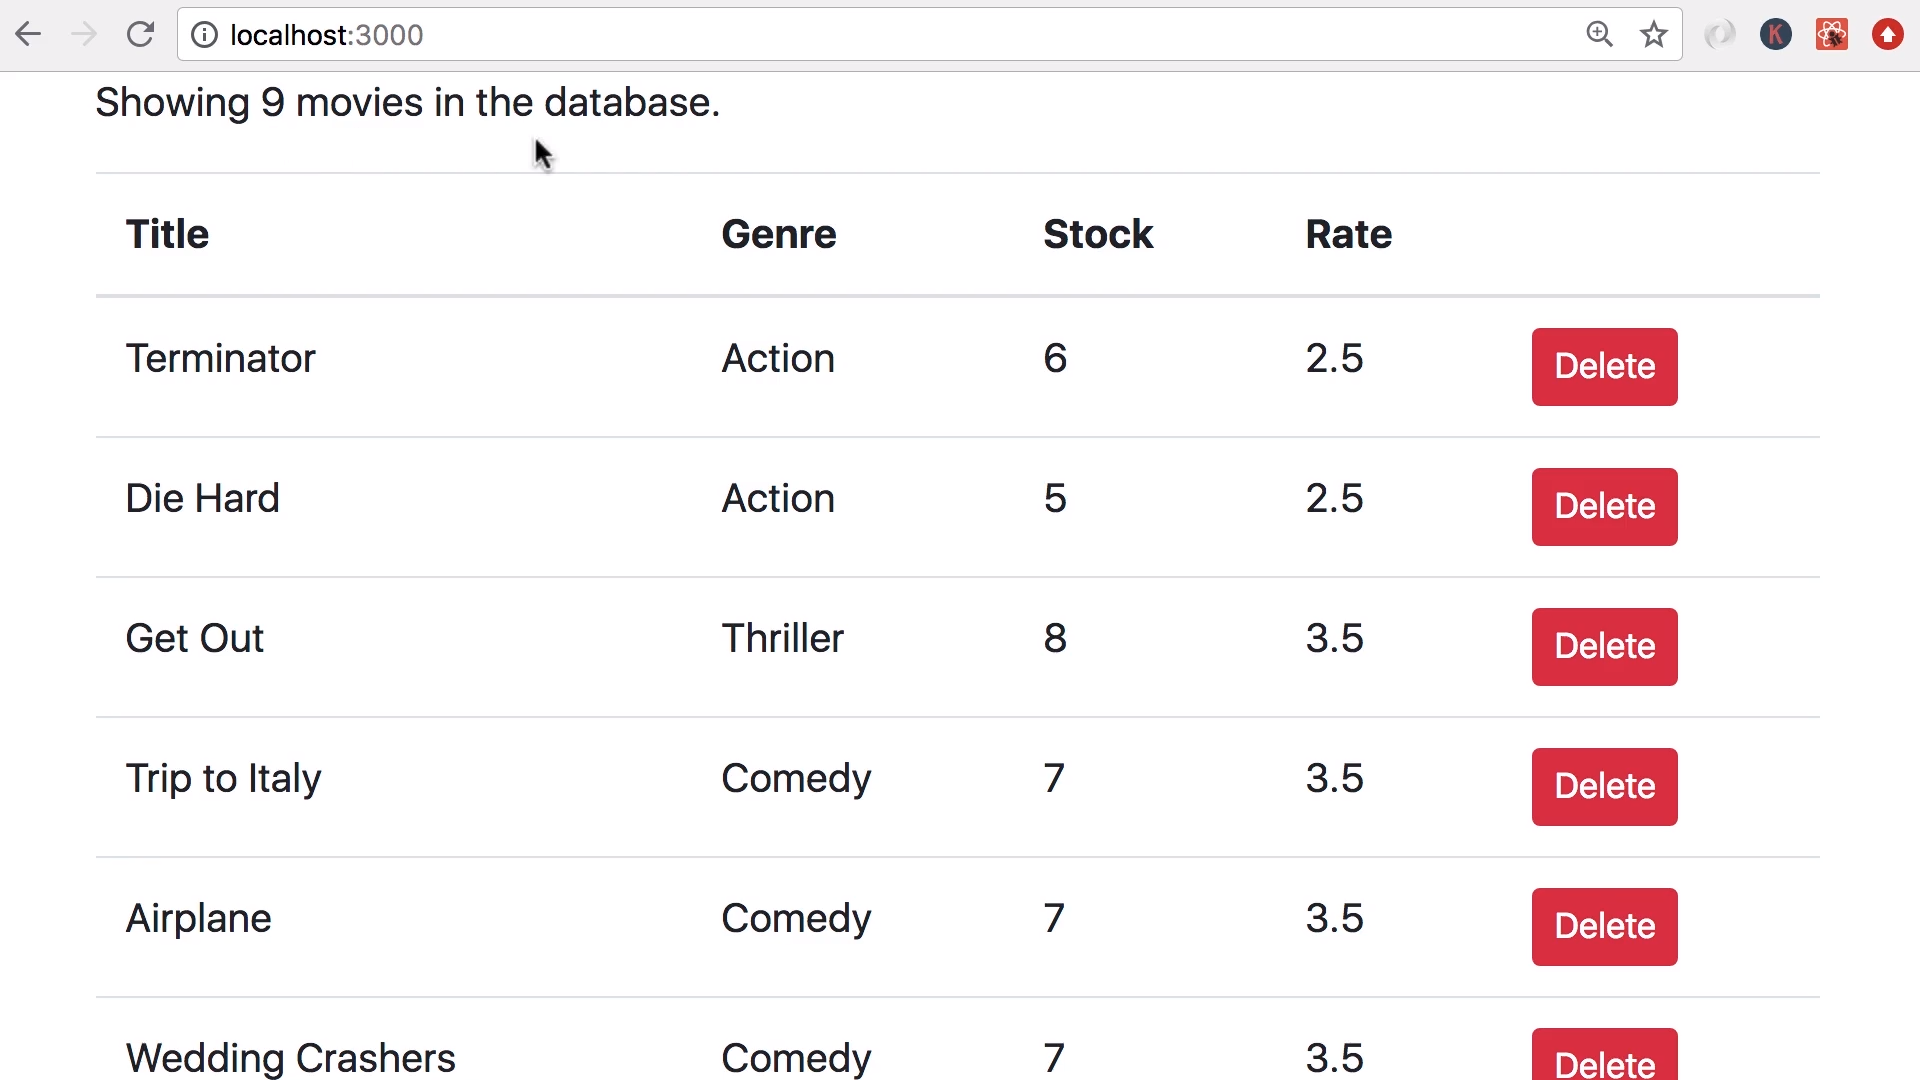 localhost:3000
K
Showing 9 movies in the database.
Title Genre Stock Rate
Terminator Action 6 2.5 Delete
Die Hard Action 5 2.5 Delete
Get Out Thriller 8 3.5 Delete
Trip to Italy Comedy 7 3.5 Delete
Airplane Comedy 7 3.5 Delete
Wedding Crashers Comedy 7 3.5 Delete